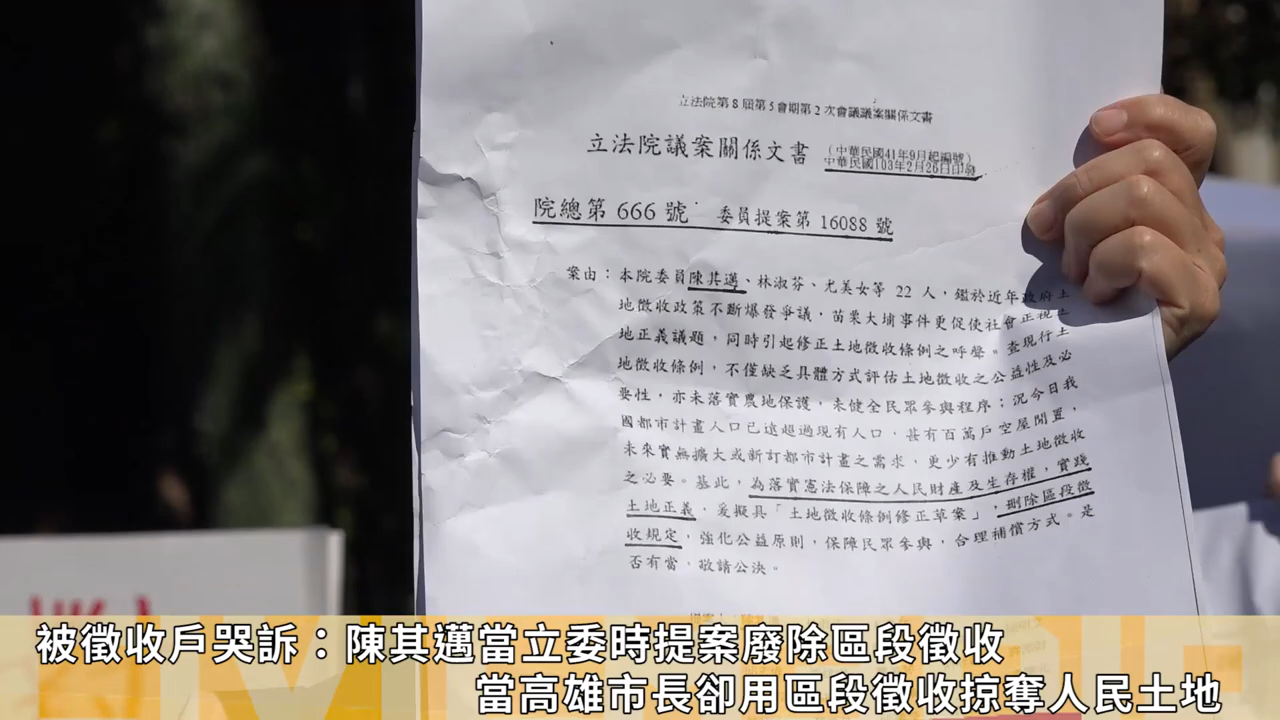 立法院第8屆第5會期第2次會議議案關係文書
立法院議案關係文書
(中華民國41年9月起編號)
中華民國103年2月26日印發
院總第 666 號 委員提案第 16088 號
案由：本院委員陳其邁、林淑芬、尤美女等 22 人，鑑於近年政府土
地徵收政策不斷爆發爭議，苗栗大埔事件更促使社會正視土
地正義議題，同時引起修正土地徵收條例之呼聲。查現行土
地徵收條例，不僅缺乏具體方式評估土地徵收之公益性及必
要性，亦未落實農地保護，未健全民眾參與程序；況今日我
國都市計畫人口已遠超過現有人口，甚有百萬戶空屋閒置，
未來實無擴大或新訂都市計畫之需求，更少有推動土地徵收
之必要。基此，為落實憲法保障之人民財產及生存權，實踐
土地正義，爰擬具「土地徵收條例修正草案」，刪除區段徵
收規定，強化公益原則，保障民眾參與，合理補償方式。是
否有當，敬請公決。
被徵收戶哭訴：陳其邁當立委時提案廢除區段徵收
當高雄市長卻用區段徵收掠奪人民土地